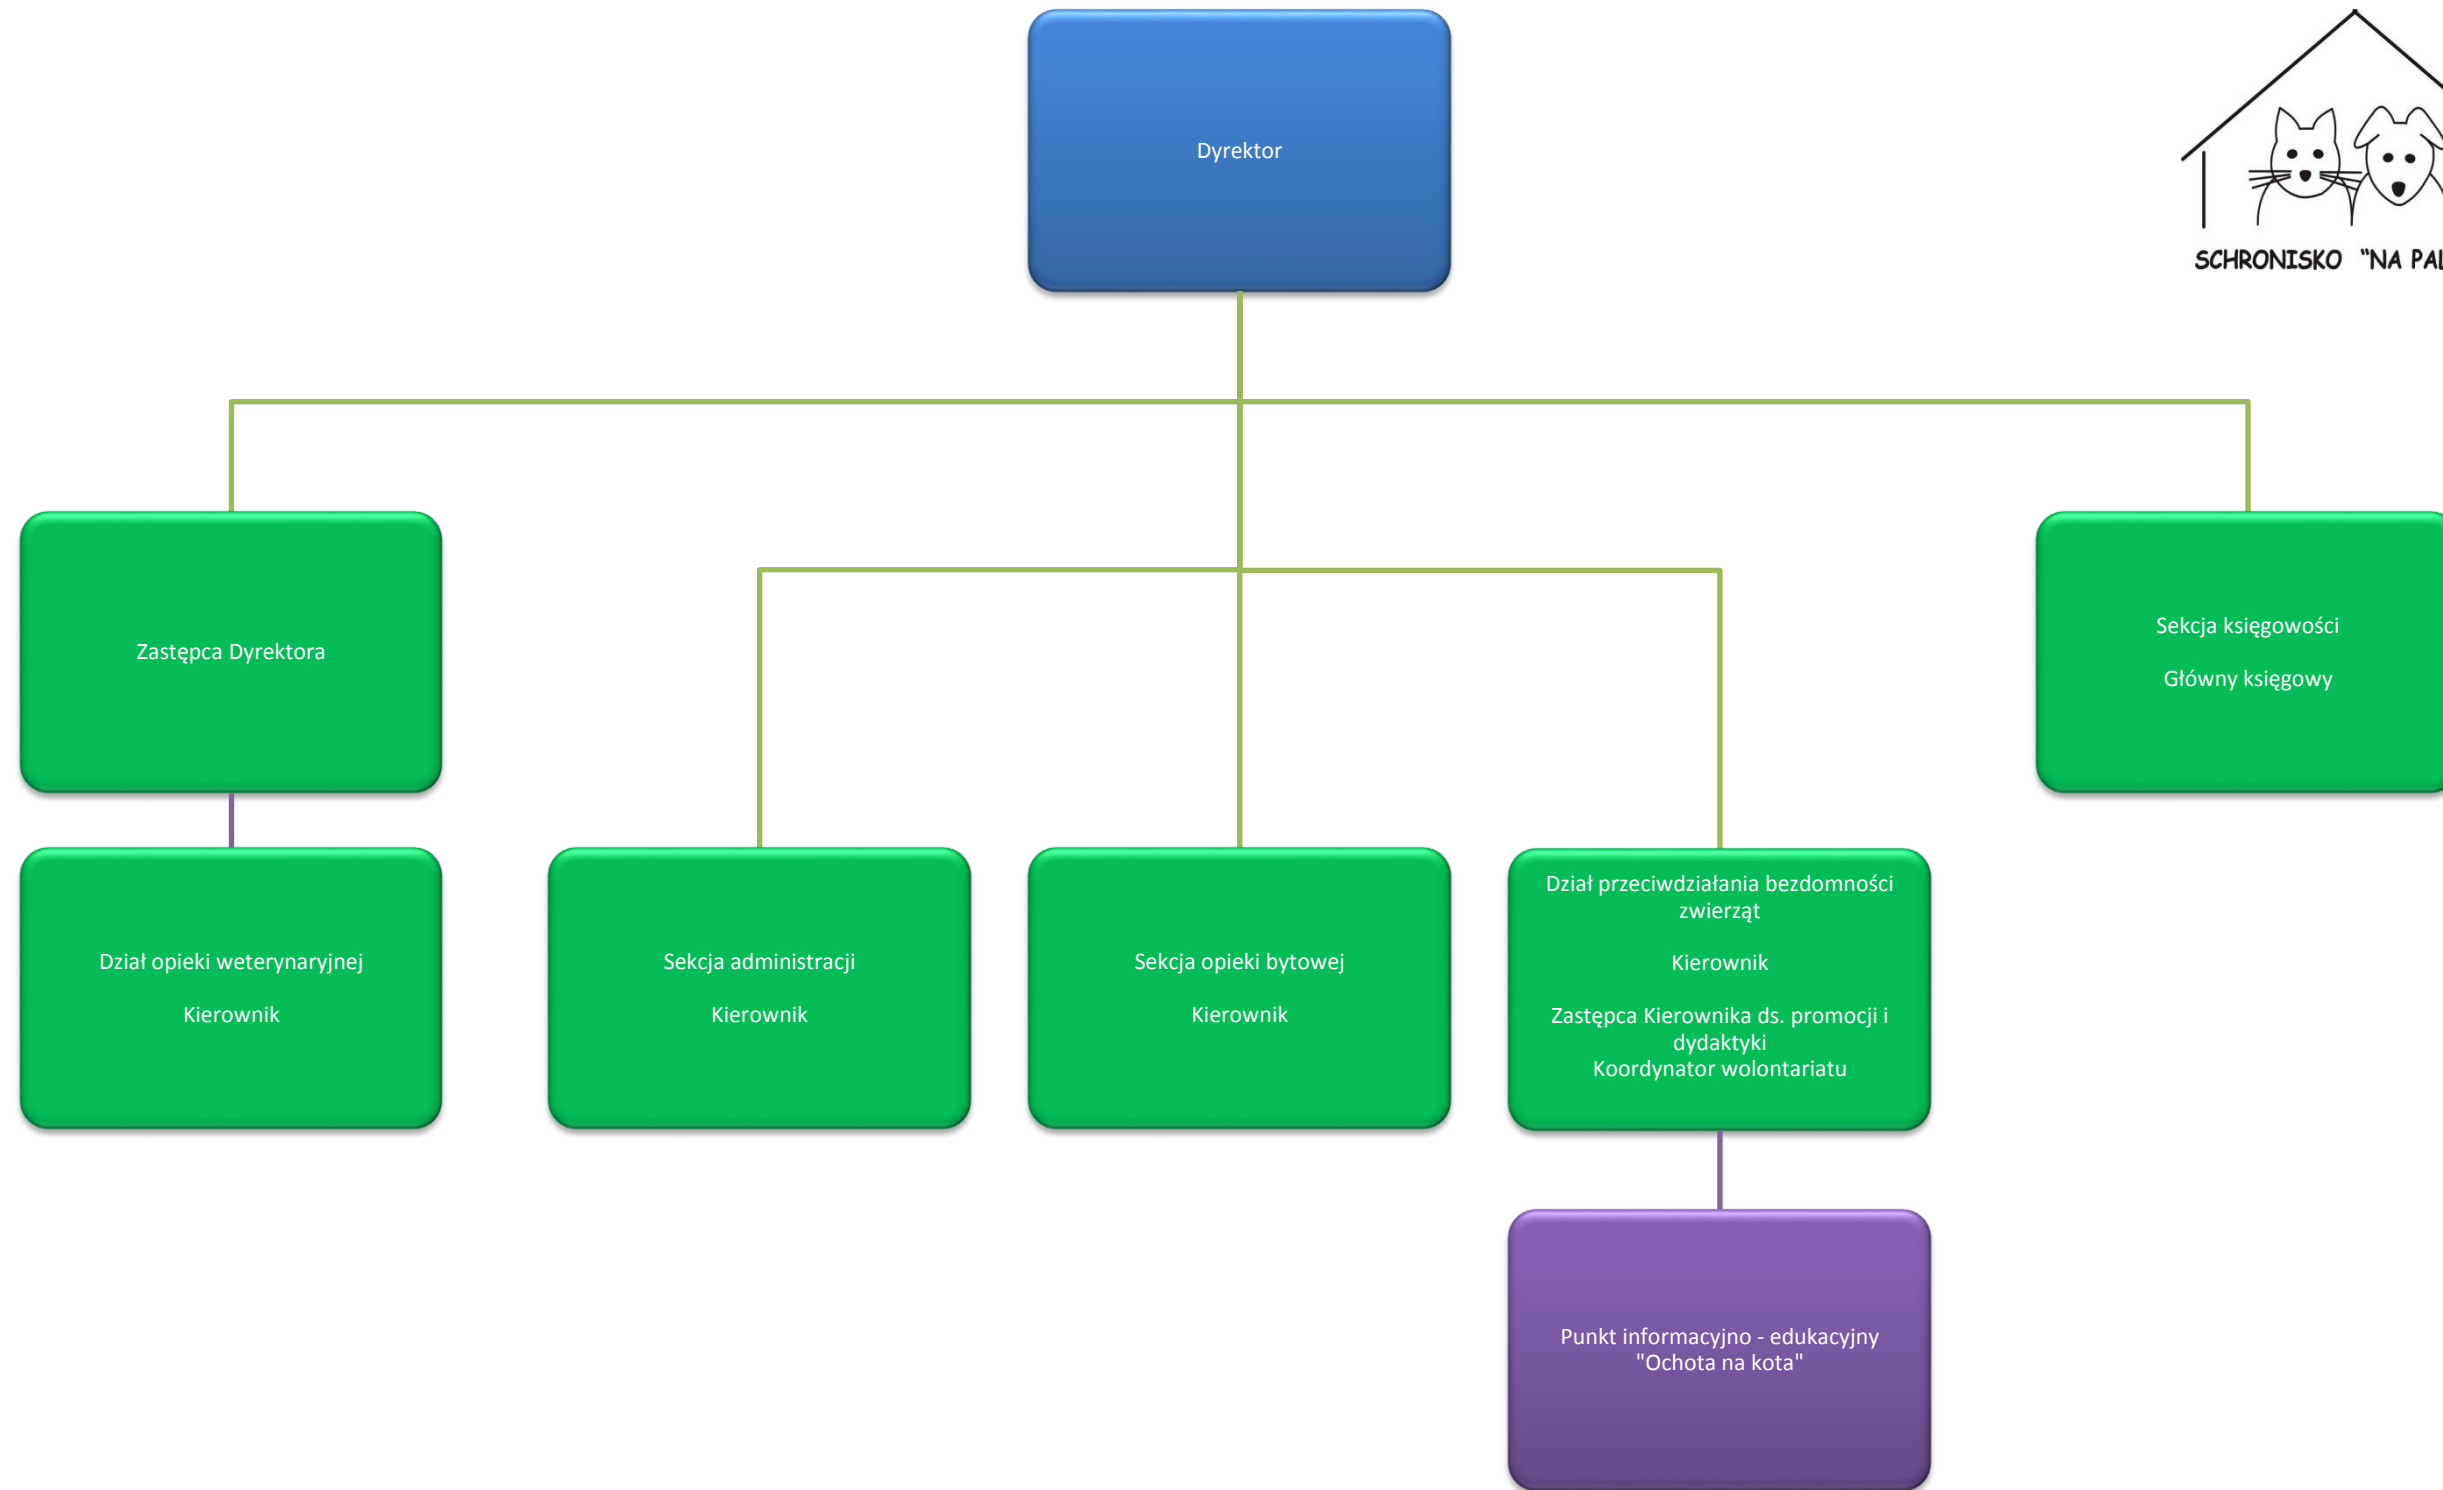 Dyrektor
SCHRONISKO "NA
Zastępca Dyrektora
Sekcja księgowości
Główny księgowy
Dział opieki weterynaryjnej
Kierownik
Sekcja administracji
Kierownik
Sekcja opieki bytowej
Kierownik
Dział przeciwdziałania bezdomności
zwierząt
Kierownik
Zastępca Kierownika ds. promocji i
dydaktyki
Koordynator wolontariatu
Punkt informacyjno - edukacyjny
"Ochota na kota"